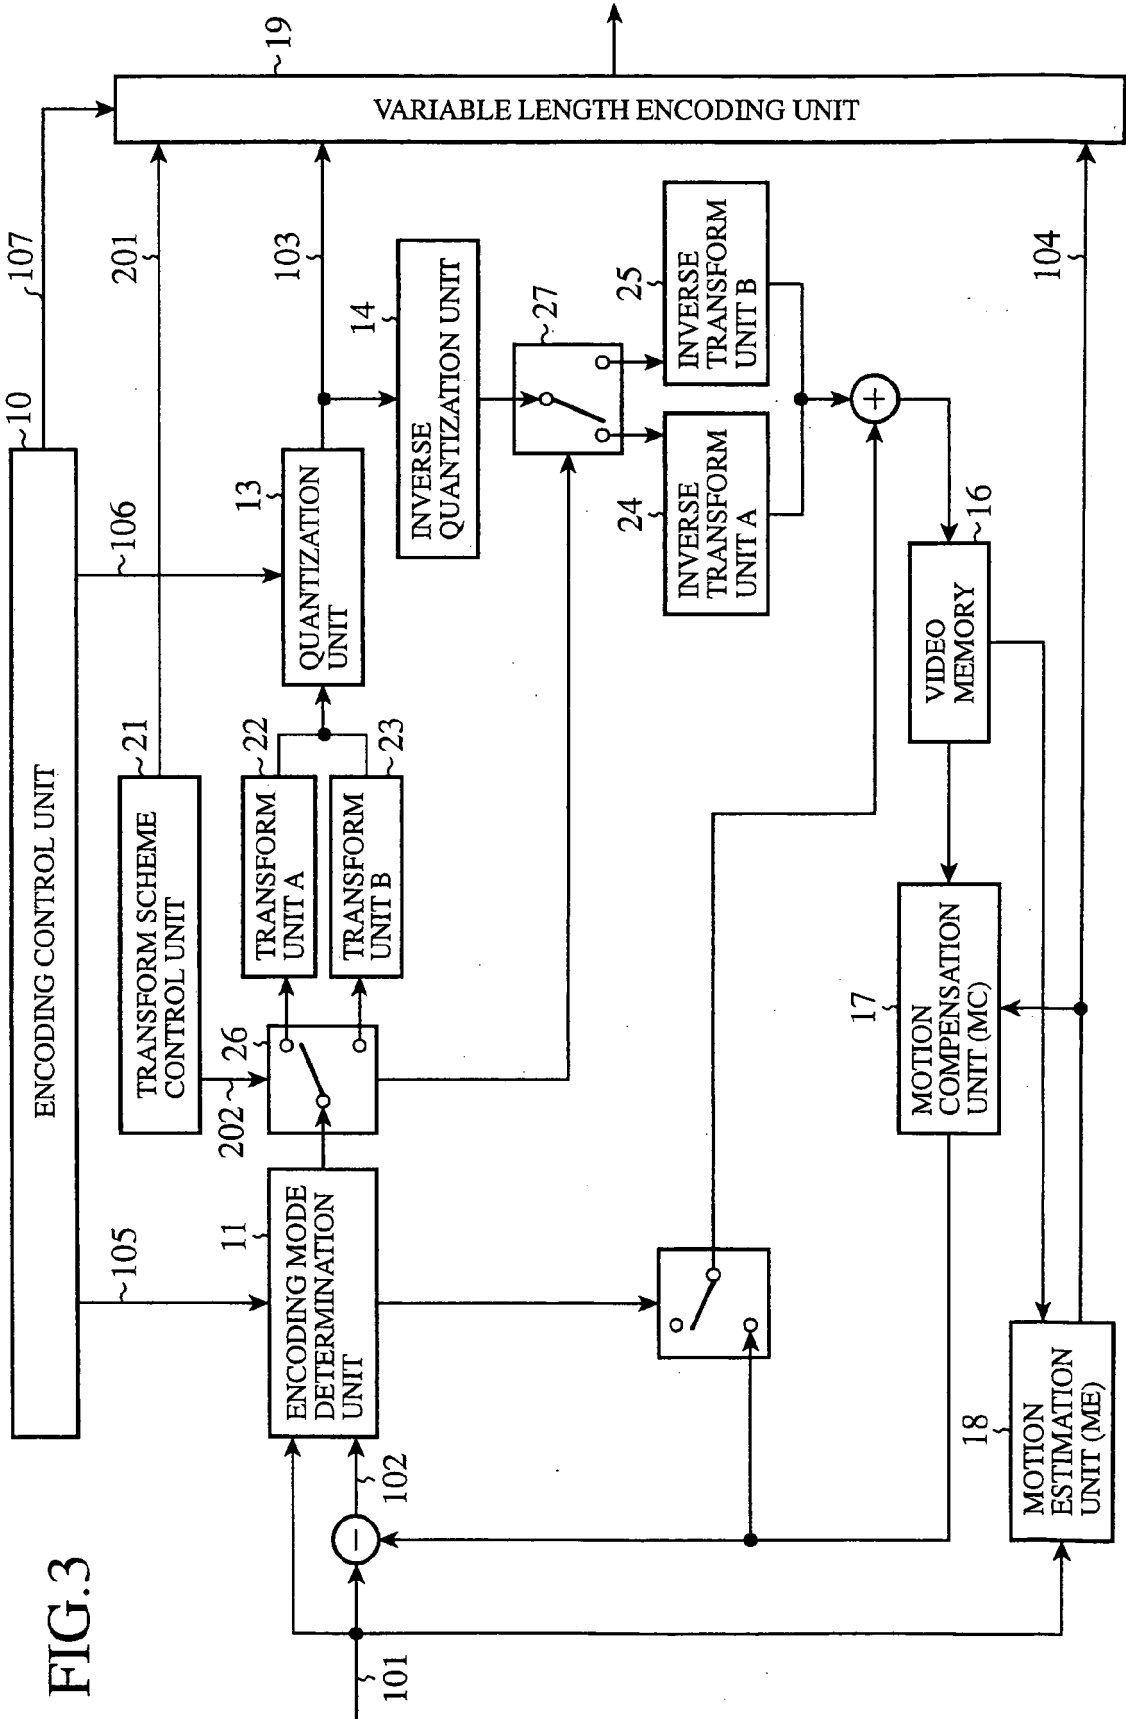 FIG.3
10
ENCODING CONTROL UNIT
107
19
VARIABLE LENGTH ENCODING UNIT
105
21
TRANSFORM SCHEME
CONTROL UNIT
106
201
202
26
11
ENCODING MODE
DETERMINATION
UNIT
22
TRANSFORM
UNIT A
23
TRANSFORM
UNIT B
13
QUANTIZATION
UNIT
103
101
102
14
INVERSE
QUANTIZATION UNIT
27
24
INVERSE
TRANSFORM
UNIT A
25
INVERSE
TRANSFORM
UNIT B
+
−
17
MOTION
COMPENSATION
UNIT (MC)
16
VIDEO
MEMORY
18
MOTION
ESTIMATION
UNIT (ME)
104